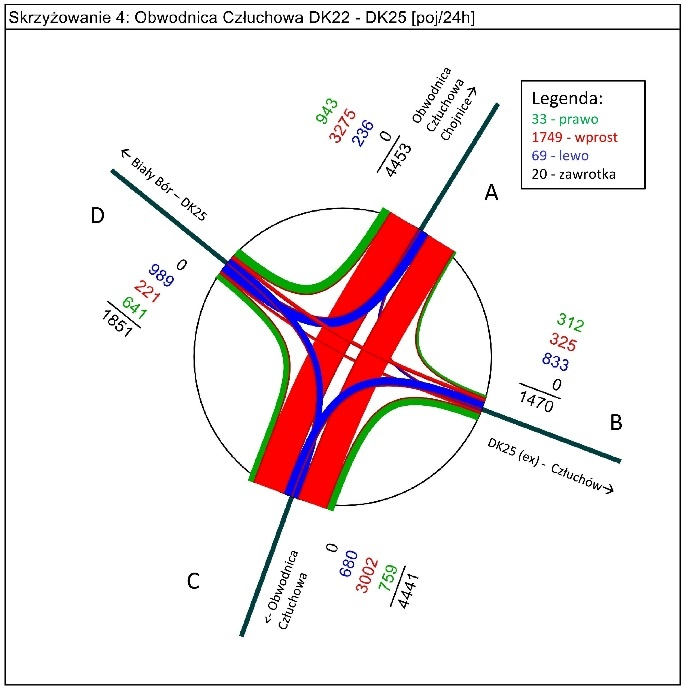 Skrzyżowanie 4: Obwodnica Człuchowa DK22 - DK25 [poj/24h]
Legenda:
33 - prawo
1749 - wprost
69 - lewo
20 - zawrotka
Obwodnica
Człuchowa
Chojnice→
943
3275
236
0
4453
A
← Biały Bór – DK25
D
0
989
221
641
1851
312
325
833
0
1470
B
DK25 (ex) - Człuchów→
C
<- Obwodnica
Człuchowa
0
680
3002
759
4441